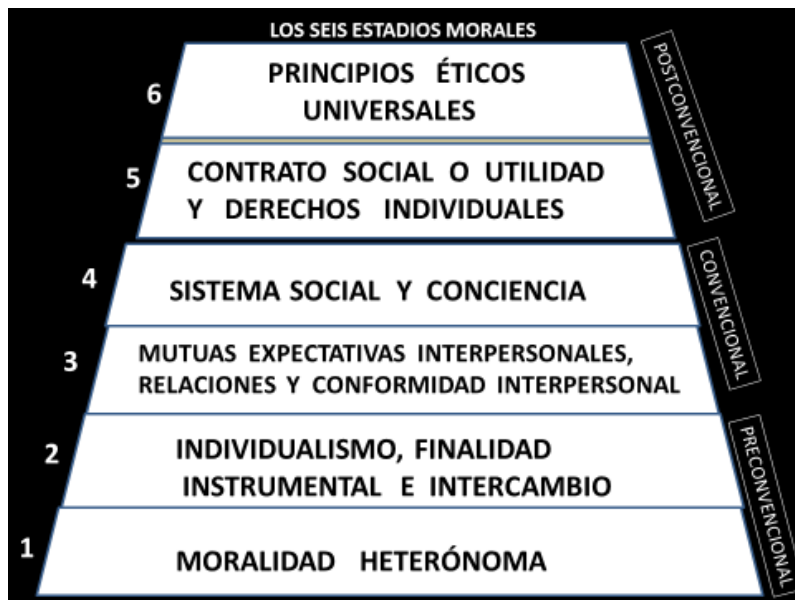 LOS SEIS ESTADIOS MORALES
6
PRINCIPIOS ÉTICOS
UNIVERSALES
5
CONTRATO SOCIAL O UTILIDAD
Y DERECHOS INDIVIDUALES
POSTCONVENCIONAL
4
SISTEMA SOCIAL Y CONCIENCIA
3
MUTUAS EXPECTATIVAS INTERPERSONALES,
RELACIONES Y CONFORMIDAD INTERPERSONAL
CONVENCIONAL
2
INDIVIDUALISMO, FINALIDAD
INSTRUMENTAL E INTERCAMBIO
1
MORALIDAD HETERÓNOMA
PRECONVENCIONAL